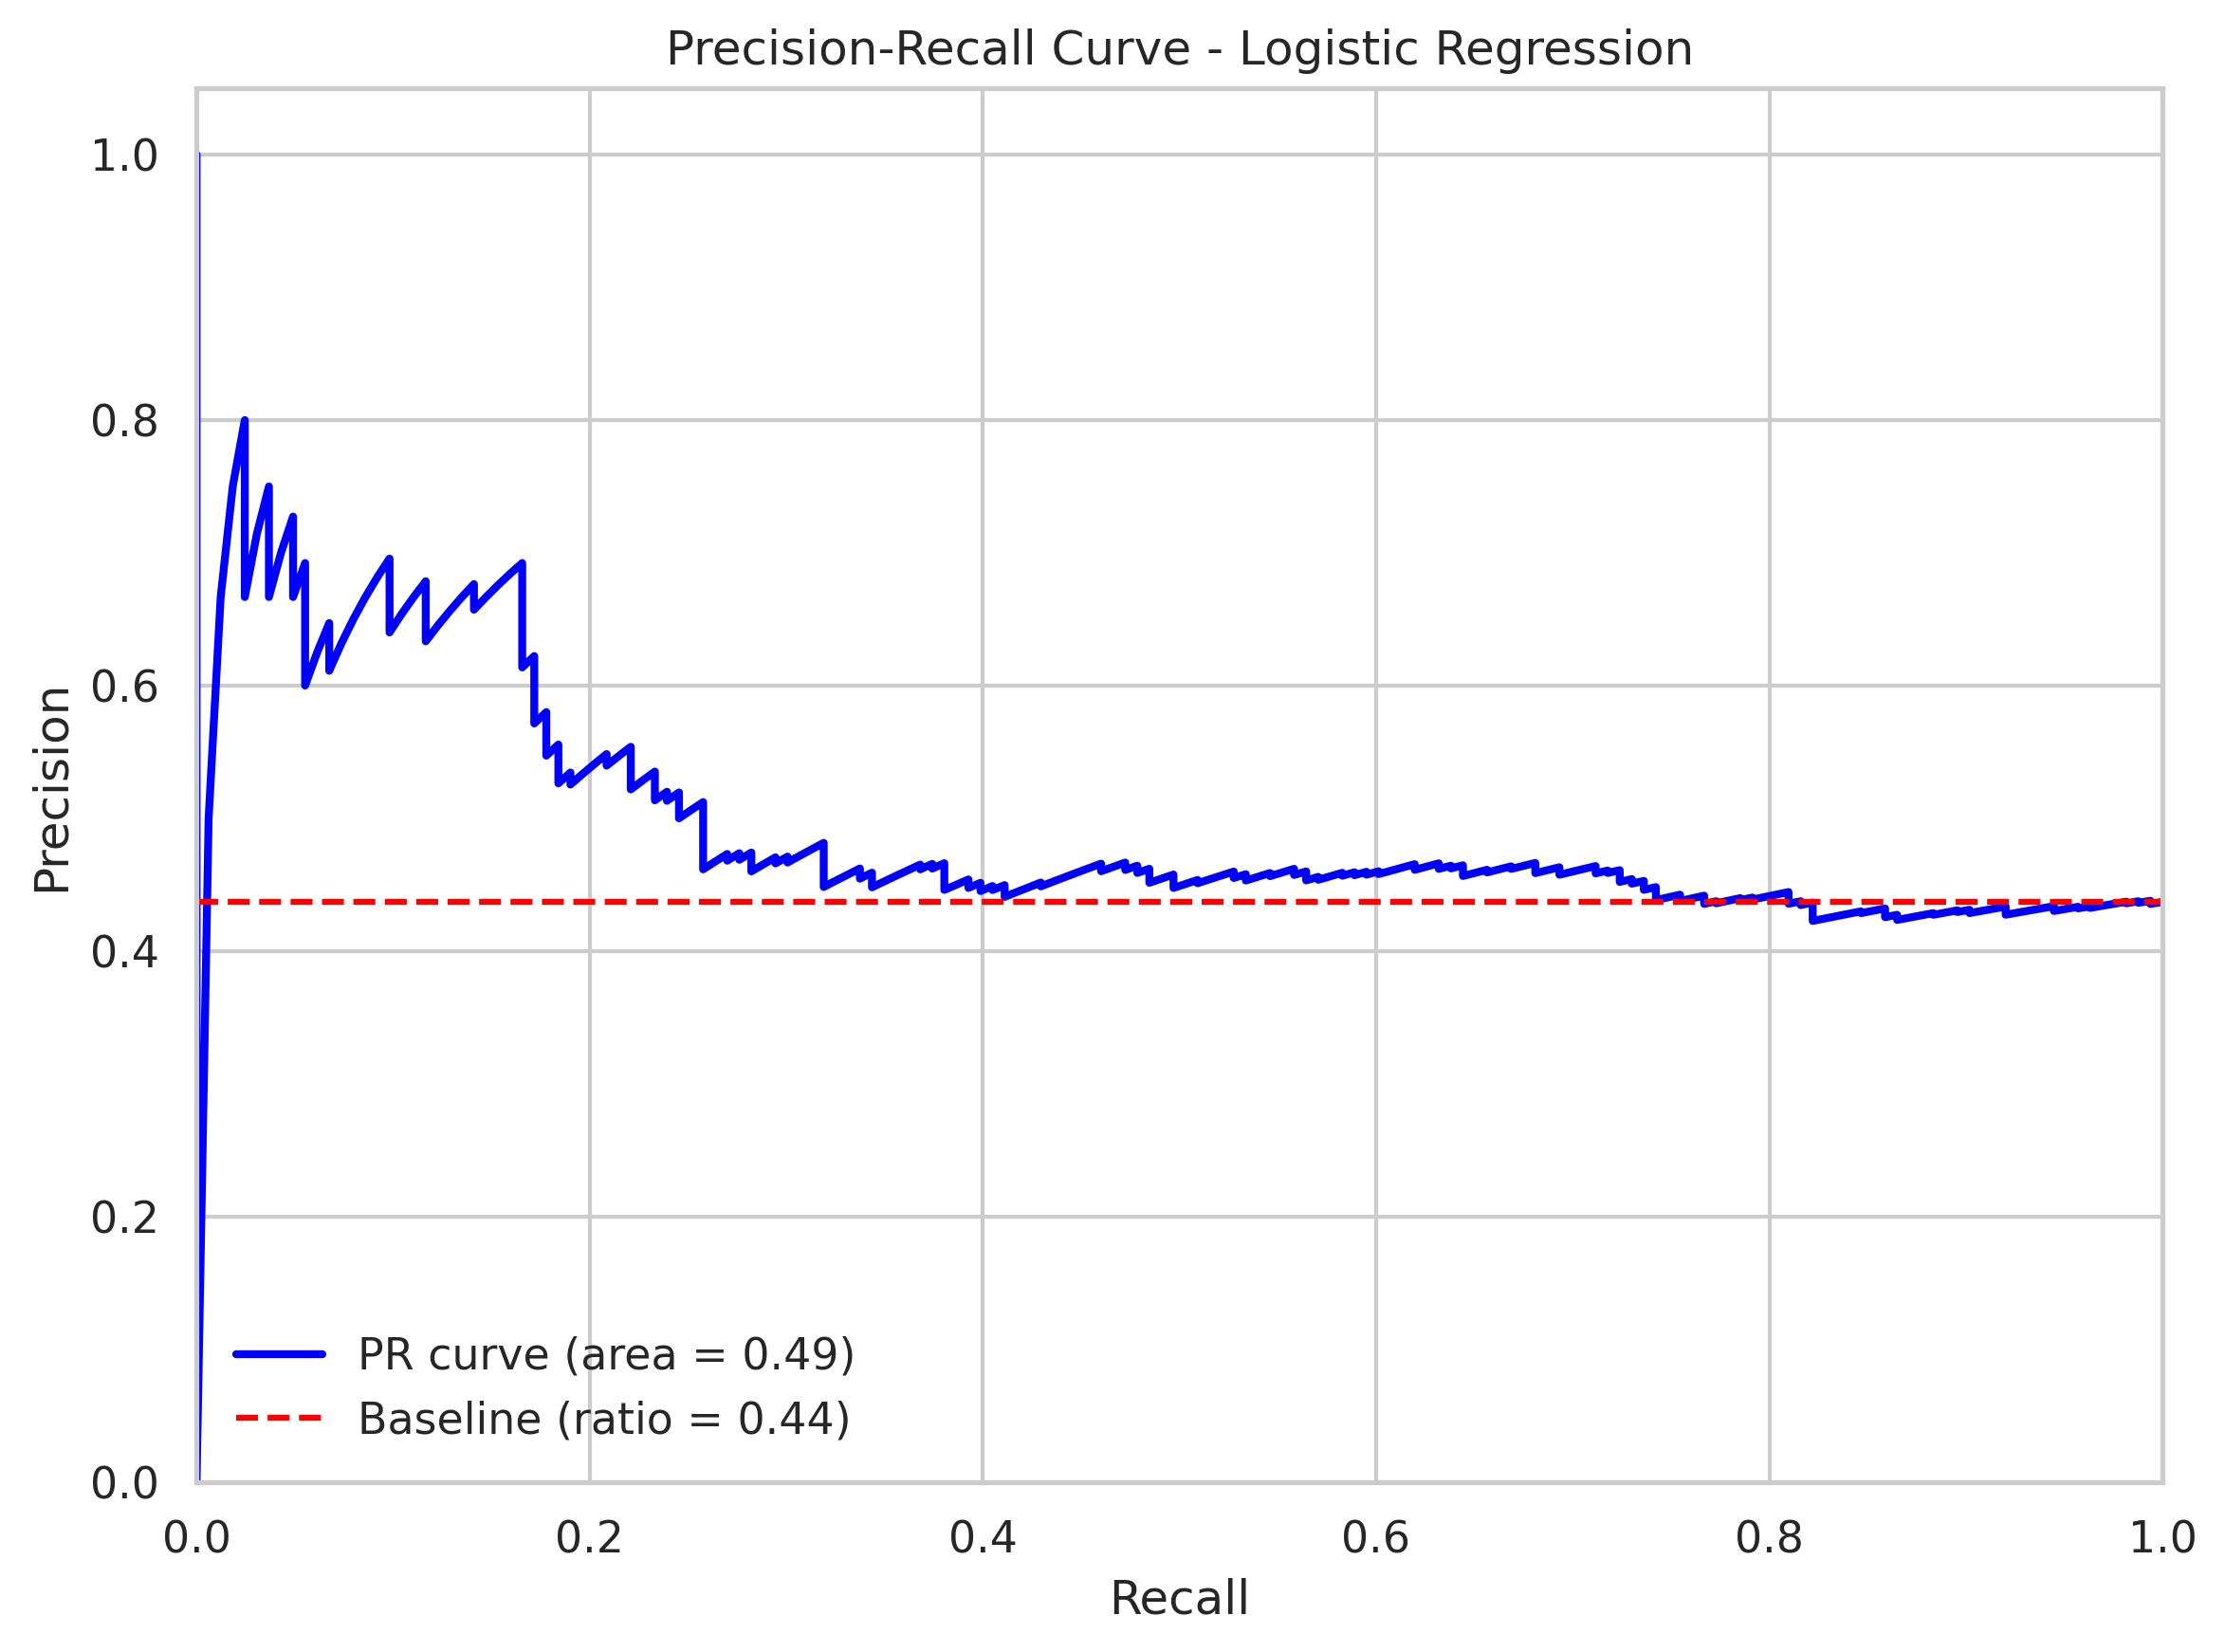 Precision-Recall Curve - Logistic Regression
1.0
0.8
0.6
0.4
0.2
0.0
Precision
PR curve (area = 0.49)
Baseline (ratio = 0.44)
0.0 0.2 0.4 0.6 0.8 1.0
Recall